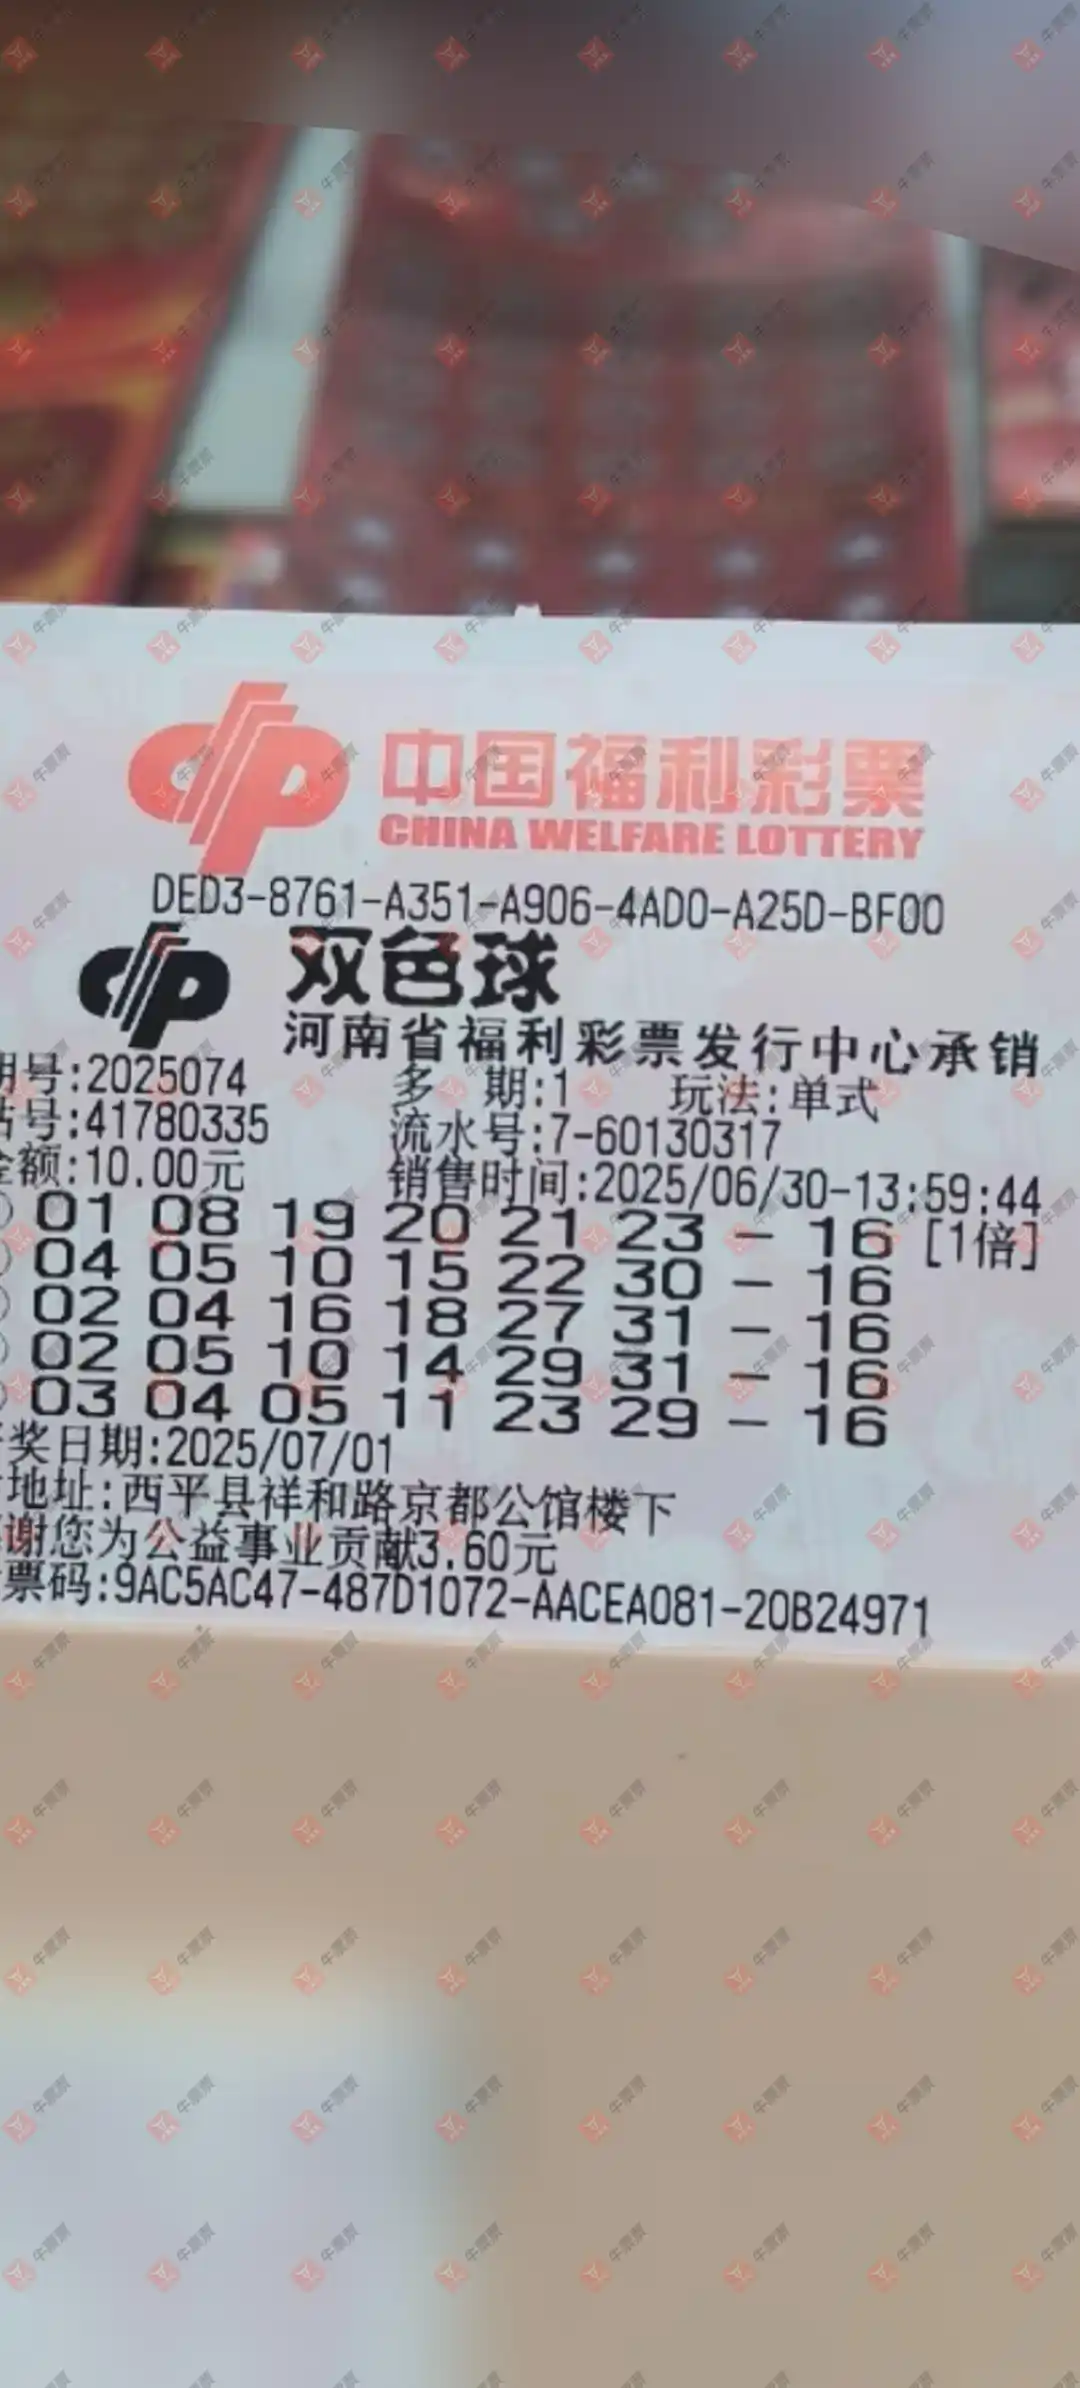 中国福利彩票
CHINA WELFARE LOTTERY
DED3-8761-A351-A906-4AD0-A25D-BF00
双色球
河南省福利彩票发行中心承销
期号:2025074 多 期:1 玩法:单式
站号:41780335 流水号:7-60130317
金额:10.00元 销售时间:2025/06/30-13:59:44
01 08 19 20 21 23 - 16 [1倍]
04 05 10 15 22 30 - 16
02 04 16 18 27 31 - 16
02 05 10 14 29 31 - 16
03 04 05 11 23 29 - 16
奖日期:2025/07/01
地址:西平县祥和路京都公馆楼下
谢您为公益事业贡献3.60元
票码:9AC5AC47-487D1072-AACEA081-20B24971